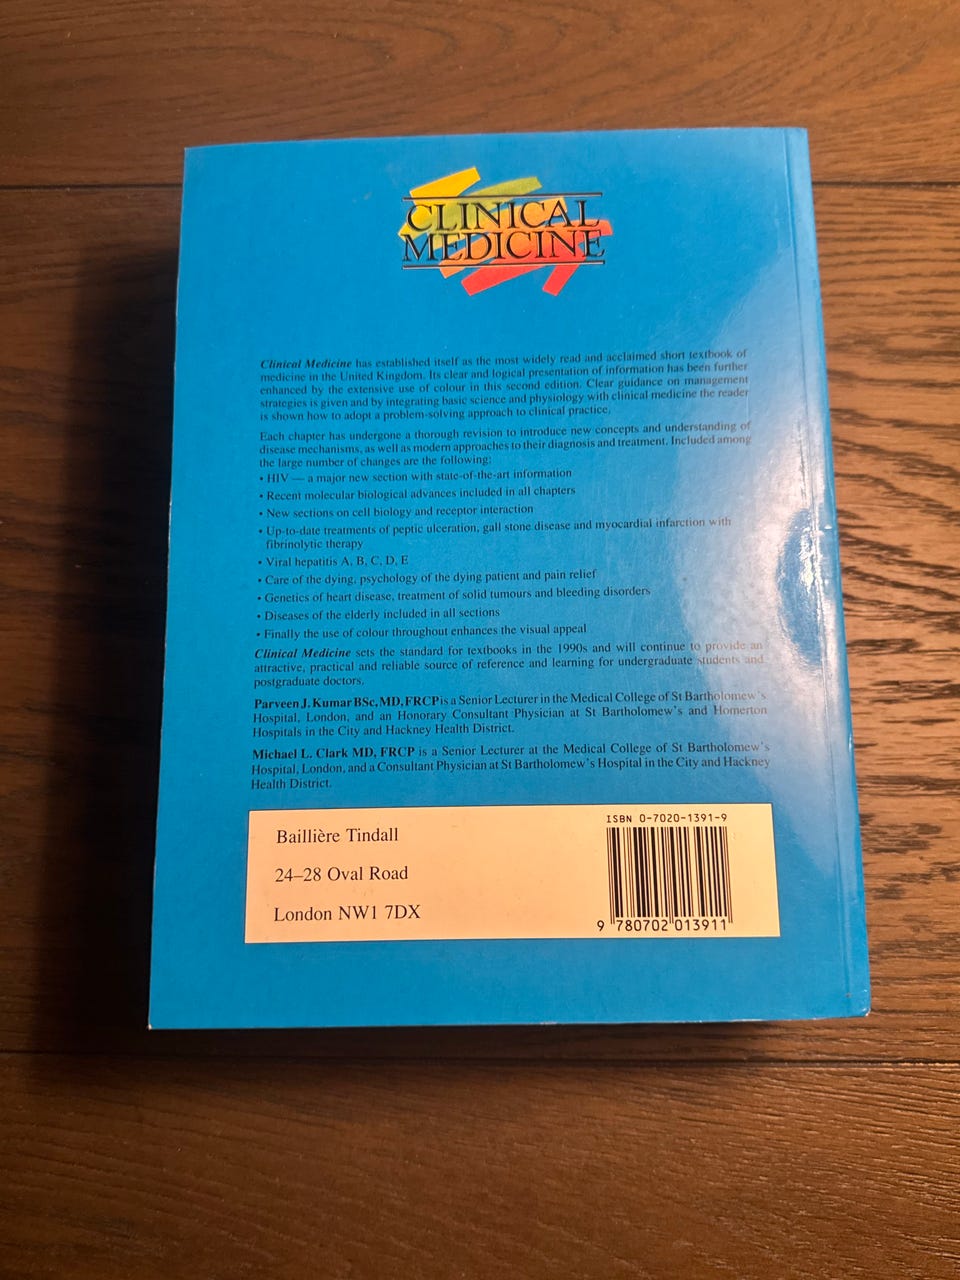 CLINICAL
MEDICINE
Clinical Medicine has established itself as the most widely read and acclaimed short textbook of
medicine in the United Kingdom. Its clear and logical presentation of information has been further
enhanced by the extensive use of colour in this second edition. Clear guidance on management
strategies is given and by integrating basic science and physiology with clinical medicine the reader
is shown how to adopt a problem-solving approach to clinical practice.
Each chapter has undergone a thorough revision to introduce new concepts and understanding of
disease mechanisms, as well as modern approaches to their diagnosis and treatment. Included among
the large number of changes are the following:
• HIV — a major new section with state-of-the-art information
• Recent molecular biological advances included in all chapters
• New sections on cell biology and receptor interaction
• Up-to-date treatments of peptic ulceration, gall stone disease and myocardial infarction with
fibrinolytic therapy
• Viral hepatitis A, B, C, D, E
• Care of the dying, psychology of the dying patient and pain relief
• Genetics of heart disease, treatment of solid tumours and bleeding disorders
• Diseases of the elderly included in all sections
• Finally the use of colour throughout enhances the visual appeal
Clinical Medicine sets the standard for textbooks in the 1990s and will continue to provide an
attractive, practical and reliable source of reference and learning for undergraduate students and
postgraduate doctors.
Parveen J. Kumar BSc, MD, FRCP is a Senior Lecturer in the Medical College of St Bartholomew's
Hospital, London, and an Honorary Consultant Physician at St Bartholomew's and Homerton
Hospitals in the City and Hackney Health District.
Michael L. Clark MD, FRCP is a Senior Lecturer at the Medical College of St Bartholomew's
Hospital, London, and a Consultant Physician at St Bartholomew's Hospital in the City and Hackney
Health District.
Baillière Tindall
24–28 Oval Road
London NW1 7DX
ISBN 0-7020-1391-9
9 780702 013911